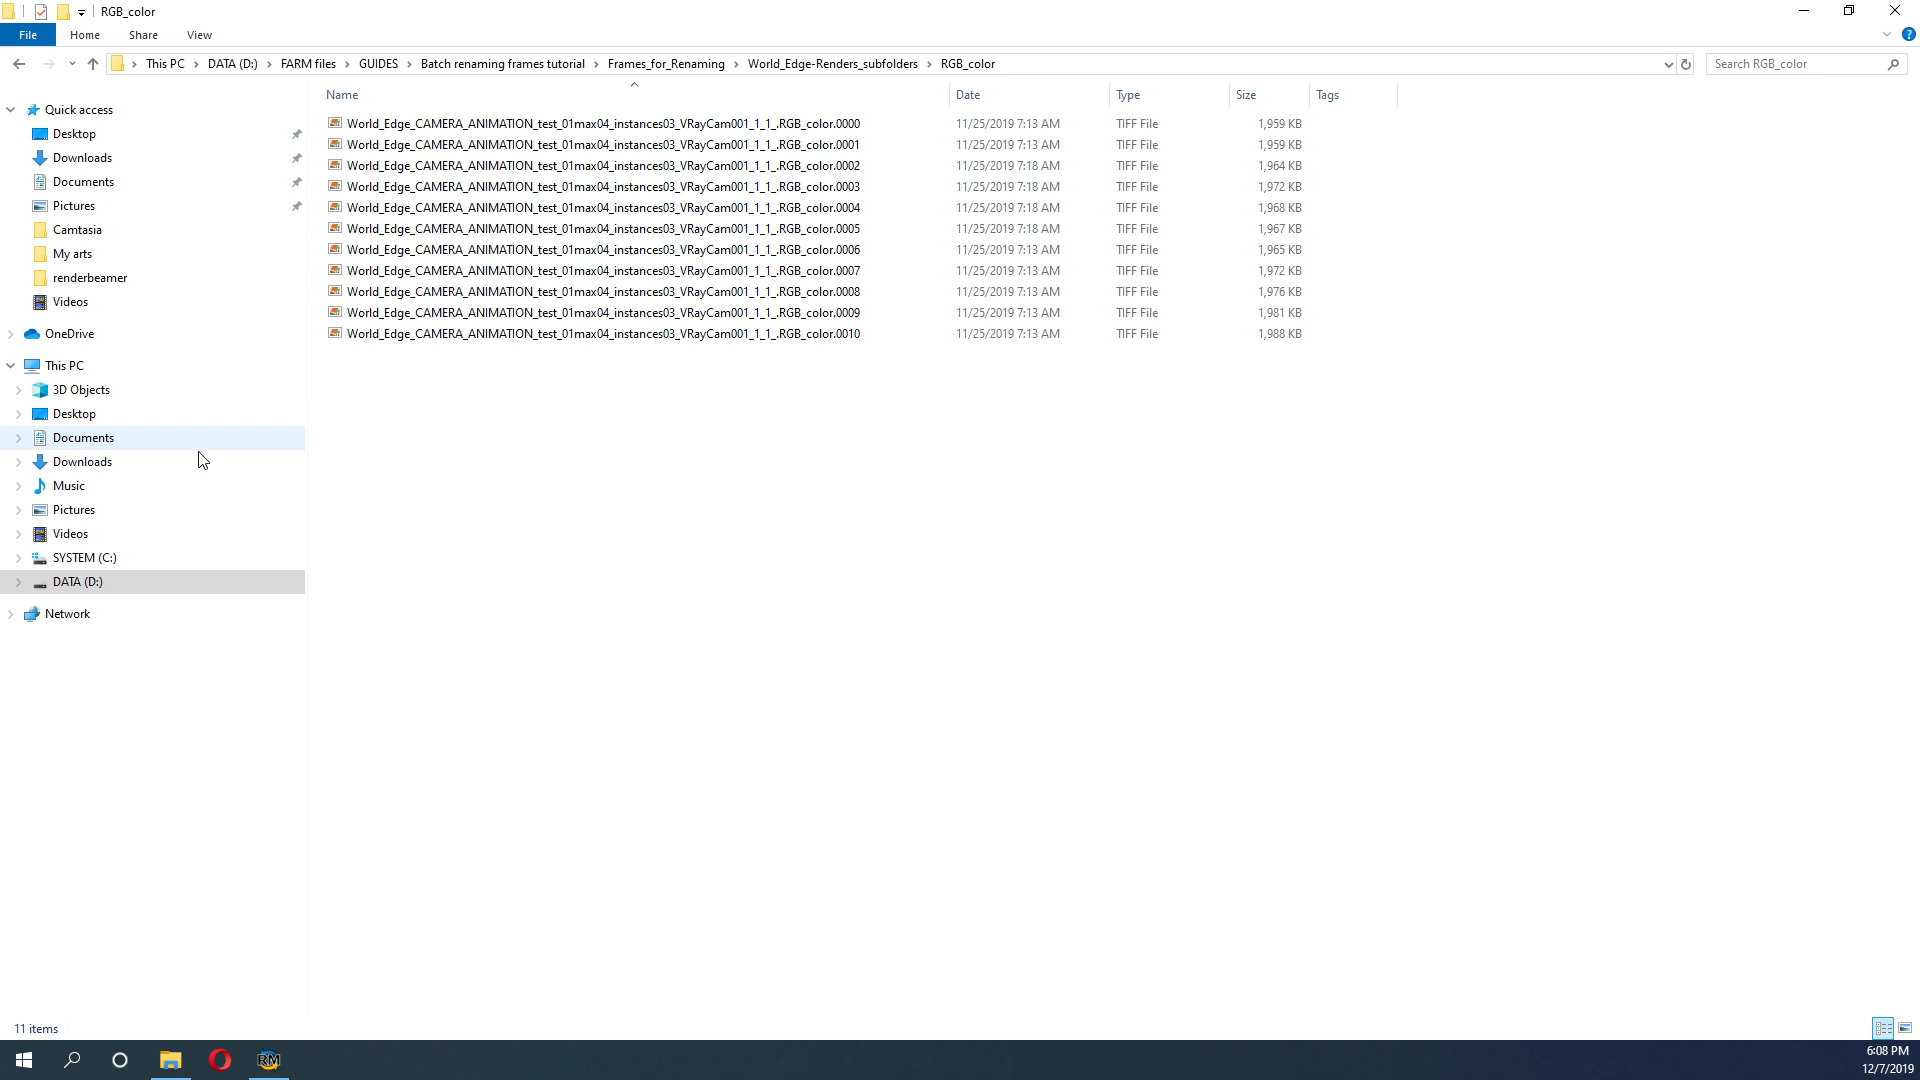 RGB_color
File Home Share View
This PC DATA (D:) FARM files GUIDES Batch renaming frames tutorial Frames_for_Renaming World_Edge-Renders_subfolders RGB_color Search RGB_color
Name Date Type Size Tags
Quick access
Desktop
Downloads
Documents
Pictures
Camtasia
My arts
renderbeamer
Videos
OneDrive
This PC
3D Objects
Desktop
Documents
Downloads
Music
Pictures
Videos
SYSTEM (C:)
DATA (D:)
Network
World_Edge_CAMERA_ANIMATION_test_01max04_instances03_VRayCam001_1_1_.RGB_color.0000 11/25/2019 7:13 AM TIFF File 1,959 KB
World_Edge_CAMERA_ANIMATION_test_01max04_instances03_VRayCam001_1_1_.RGB_color.0001 11/25/2019 7:13 AM TIFF File 1,959 KB
World_Edge_CAMERA_ANIMATION_test_01max04_instances03_VRayCam001_1_1_.RGB_color.0002 11/25/2019 7:18 AM TIFF File 1,964 KB
World_Edge_CAMERA_ANIMATION_test_01max04_instances03_VRayCam001_1_1_.RGB_color.0003 11/25/2019 7:18 AM TIFF File 1,972 KB
World_Edge_CAMERA_ANIMATION_test_01max04_instances03_VRayCam001_1_1_.RGB_color.0004 11/25/2019 7:18 AM TIFF File 1,968 KB
World_Edge_CAMERA_ANIMATION_test_01max04_instances03_VRayCam001_1_1_.RGB_color.0005 11/25/2019 7:18 AM TIFF File 1,967 KB
World_Edge_CAMERA_ANIMATION_test_01max04_instances03_VRayCam001_1_1_.RGB_color.0006 11/25/2019 7:13 AM TIFF File 1,965 KB
World_Edge_CAMERA_ANIMATION_test_01max04_instances03_VRayCam001_1_1_.RGB_color.0007 11/25/2019 7:13 AM TIFF File 1,972 KB
World_Edge_CAMERA_ANIMATION_test_01max04_instances03_VRayCam001_1_1_.RGB_color.0008 11/25/2019 7:13 AM TIFF File 1,976 KB
World_Edge_CAMERA_ANIMATION_test_01max04_instances03_VRayCam001_1_1_.RGB_color.0009 11/25/2019 7:13 AM TIFF File 1,981 KB
World_Edge_CAMERA_ANIMATION_test_01max04_instances03_VRayCam001_1_1_.RGB_color.0010 11/25/2019 7:13 AM TIFF File 1,988 KB
11 items
RM
6:08 PM
12/7/2019